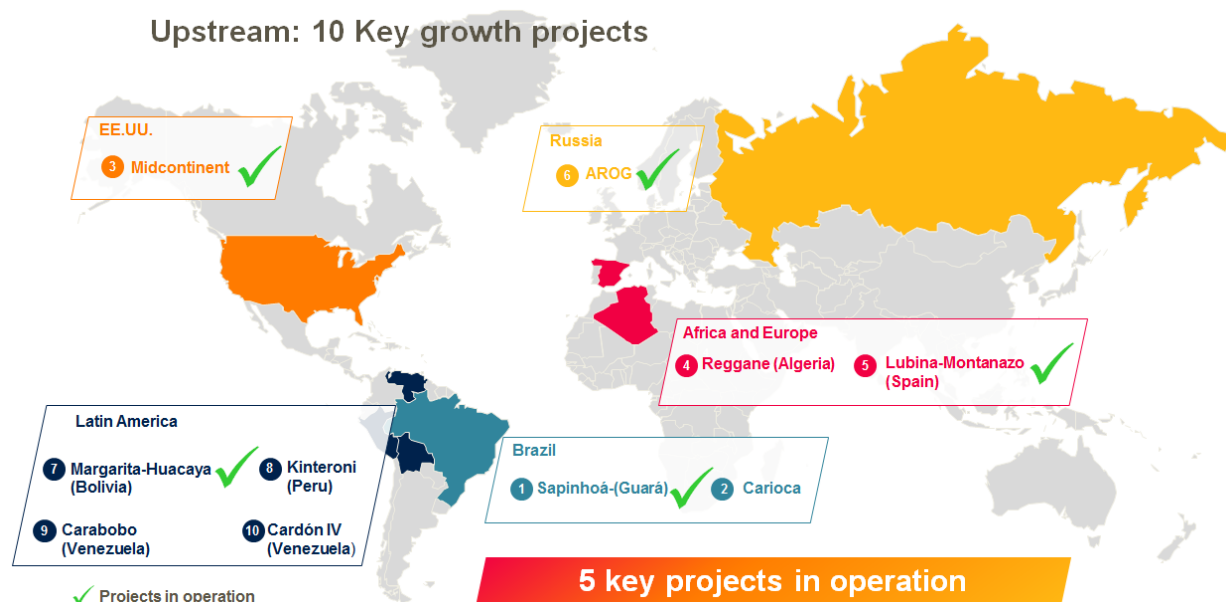 Upstream: 10 Key growth projects
EE.UU.
3 Midcontinent
Russia
6 AROG
Africa and Europe
4 Reggane (Algeria)
5 Lubina-Montanazo
(Spain)
Latin America
7 Margarita-Huacaya
(Bolivia)
8 Kinteroni
(Peru)
9 Carabobo
(Venezuela)
10 Cardón IV
(Venezuela)
Brazil
1 Sapinhoá-(Guará)
2 Carioca
5 key projects in operation
Projects in operation